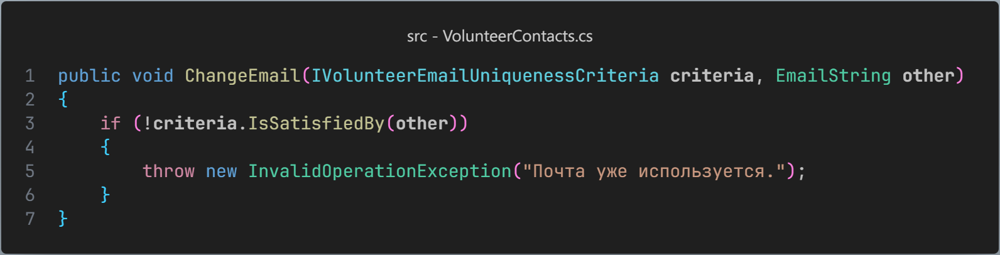 src - VolunteerContacts.cs
1 public void ChangeEmail(IVolunteerEmailUniquenessCriteria criteria, EmailString other)
2 {
3     if (!criteria.IsSatisfiedBy(other))
4     {
5         throw new InvalidOperationException("Почта уже используется.");
6     }
7 }